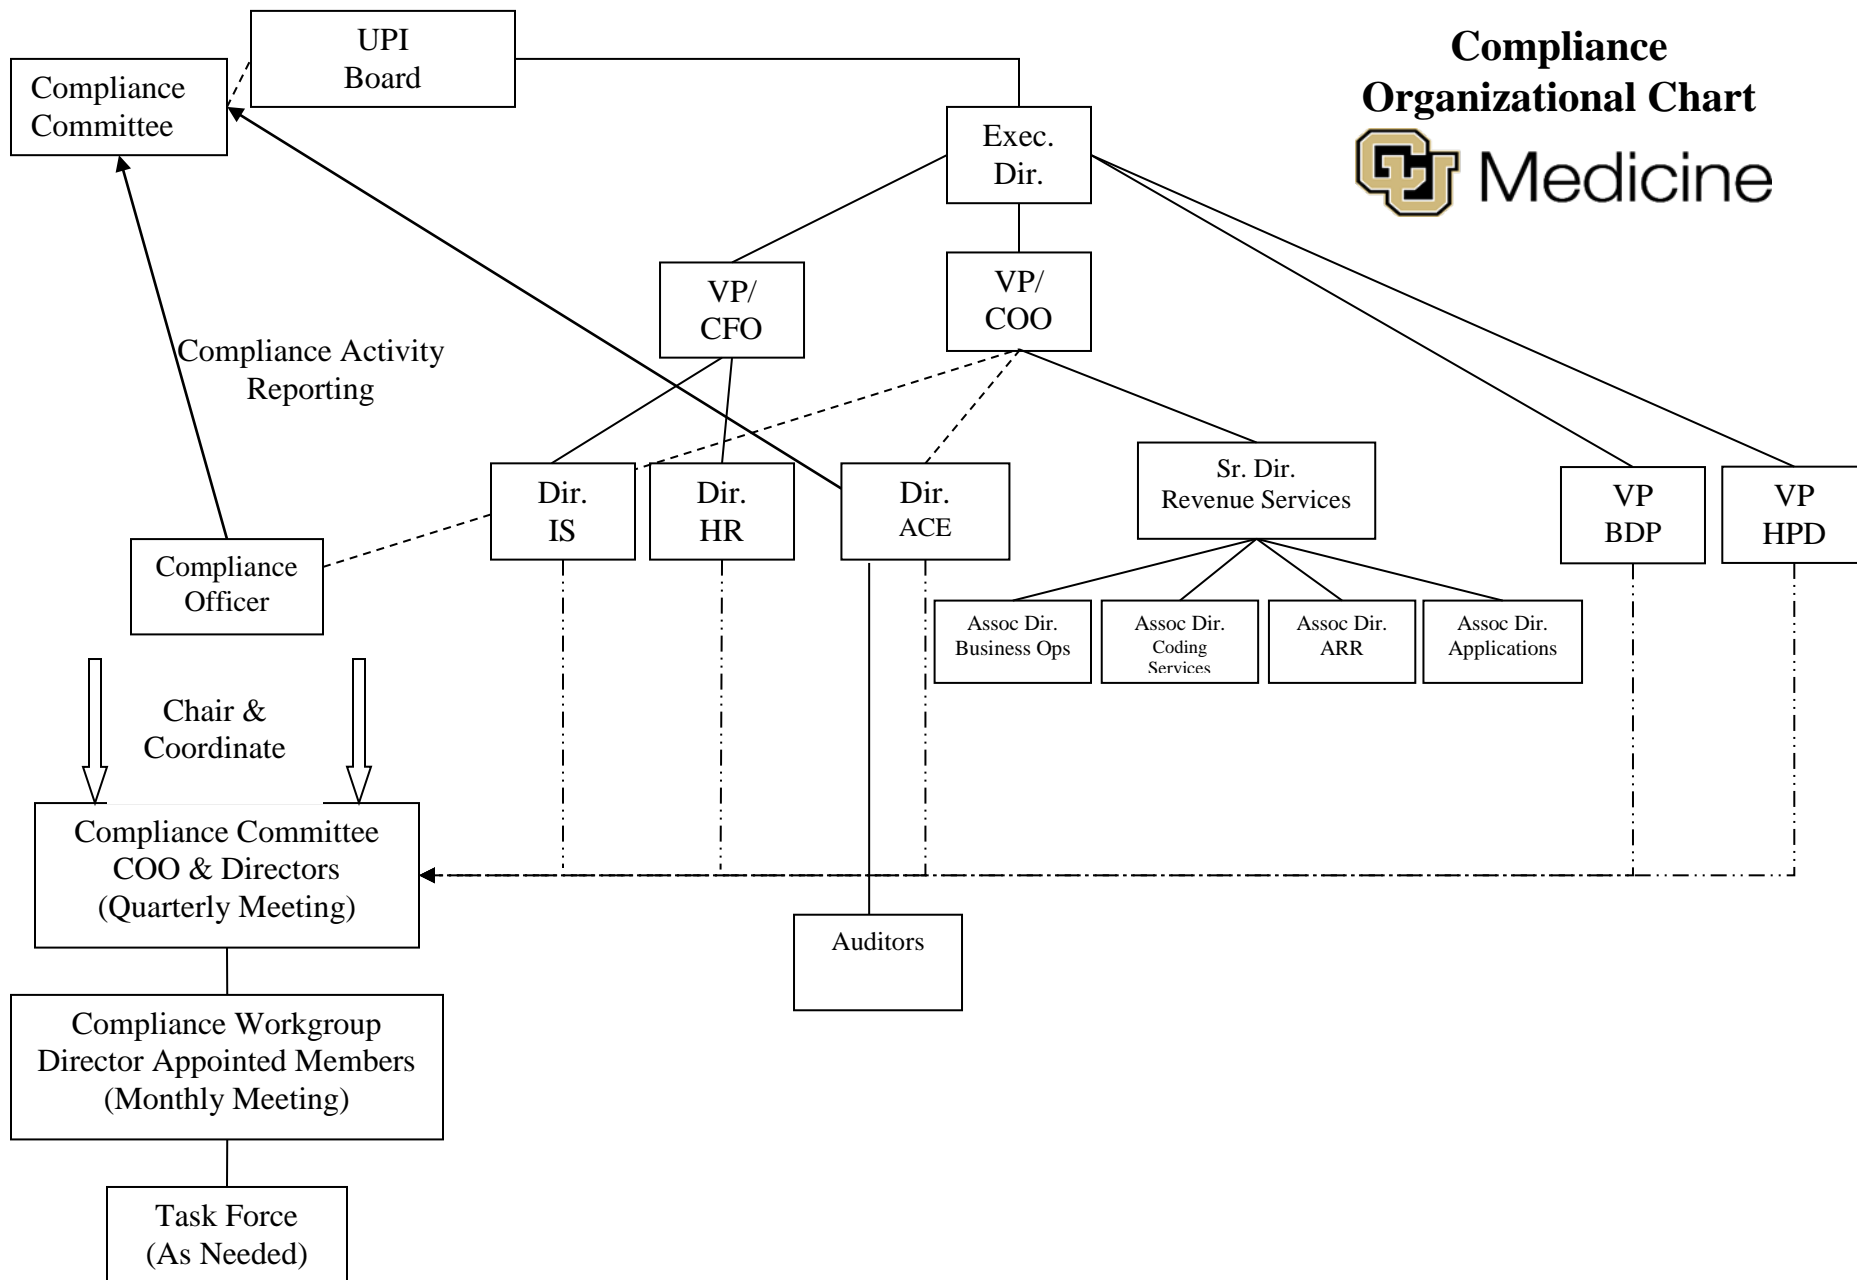 UPI
Board
Compliance
Committee
Compliance
Organizational Chart
CU Medicine
Exec.
Dir.
VP/
CFO
VP/
COO
Compliance Activity
Reporting
Dir.
IS
Dir.
HR
Dir.
ACE
Sr. Dir.
Revenue Services
VP
BDP
VP
HPD
Compliance
Officer
Assoc Dir.
Business Ops
Assoc Dir.
Coding
Services
Assoc Dir.
ARR
Assoc Dir.
Applications
Chair &
Coordinate
Compliance Committee
COO & Directors
(Quarterly Meeting)
Auditors
Compliance Workgroup
Director Appointed Members
(Monthly Meeting)
Task Force
(As Needed)